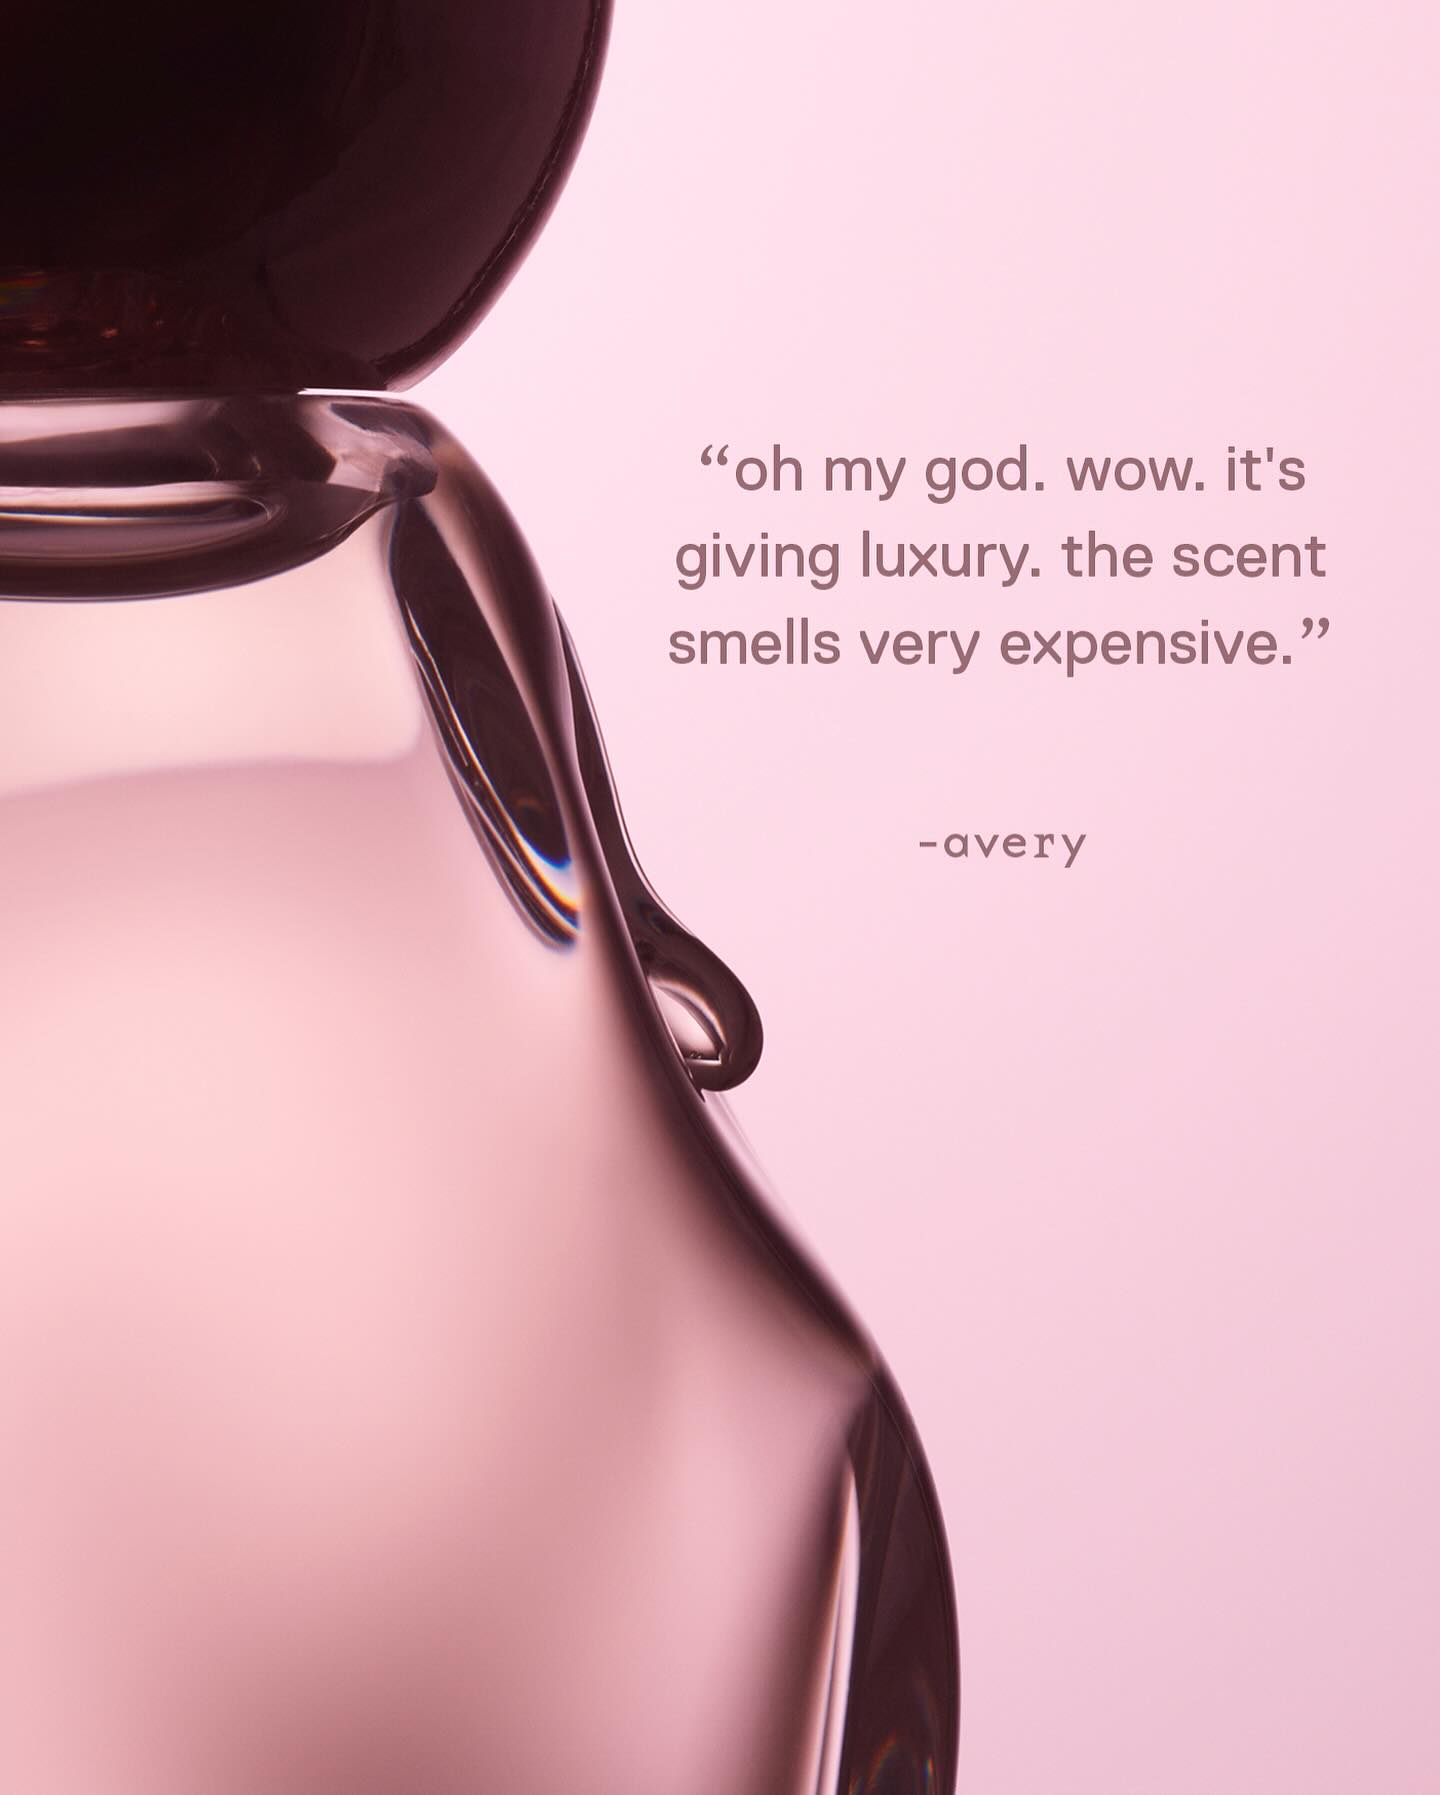 “oh my god. wow. it's
giving luxury. the scent
smells very expensive.”
-avery